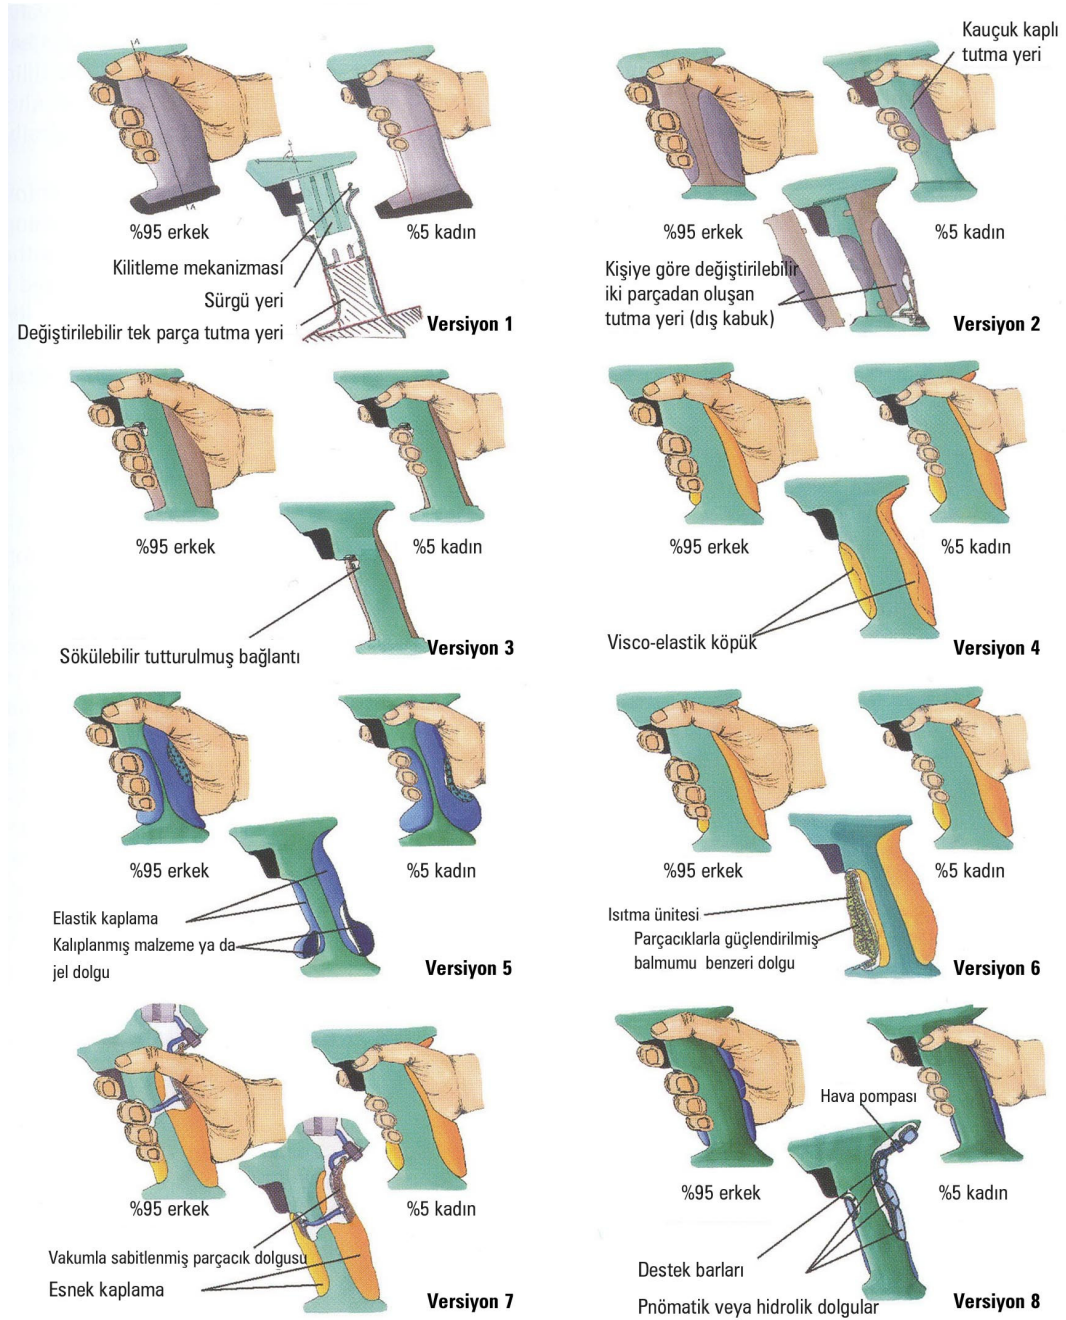 %95 erkek
%5 kadın
Kilitleme mekanizması
Sürgü yeri
Değiştirilebilir tek parça tutma yeri
Versiyon 1
Kauçuk kaplı
tutma yeri
%95 erkek
%5 kadın
Kişiye göre değiştirilebilir
iki parçadan oluşan
tutma yeri (dış kabuk)
Versiyon 2
%95 erkek
%5 kadın
Sökülebilir tutturulmuş bağlantı
Versiyon 3
%95 erkek
%5 kadın
Visco-elastik köpük
Versiyon 4
%95 erkek
%5 kadın
Elastik kaplama
Kalıplanmış malzeme ya da
jel dolgu
Versiyon 5
%95 erkek
%5 kadın
Isıtma ünitesi
Parçacıklarla güçlendirilmiş
balmumu benzeri dolgu
Versiyon 6
%95 erkek
%5 kadın
Vakumla sabitlenmiş parçacık dolgusu
Esnek kaplama
Versiyon 7
Hava pompası
%95 erkek
%5 kadın
Destek barları
Pnömatik veya hidrolik dolgular
Versiyon 8